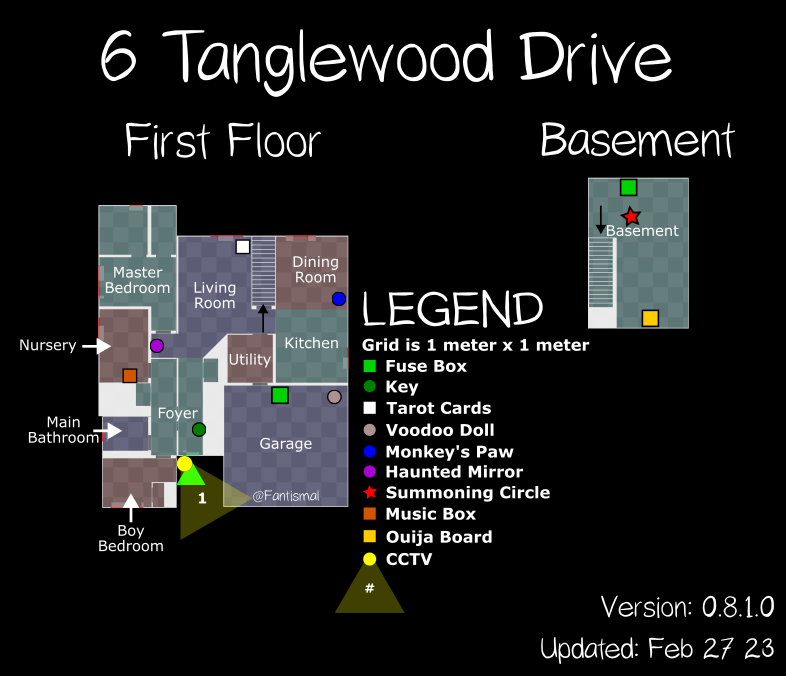 6 Tanglewood Drive
First Floor
Basement
Master
Bedroom
Living
Room
Dining
Room
Nursery
Utility
Kitchen
Main
Bathroom
Foyer
Garage
1
@Fantismal
Boy
Bedroom
Basement
LEGEND
Grid is 1 meter x 1 meter
Fuse Box
Key
Tarot Cards
Voodoo Doll
Monkey's Paw
Haunted Mirror
Summoning Circle
Music Box
Ouija Board
CCTV
#
Version: 0.8.1.0
Updated: Feb 27 23